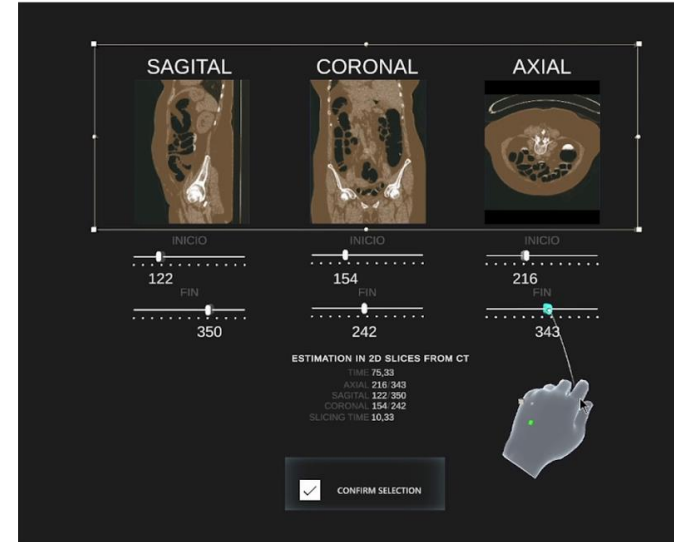 SAGITAL CORONAL AXIAL
INICIO INICIO INICIO
122 154 216
FIN FIN FIN
350 242 343
ESTIMATION IN 2D SLICES FROM CT
TIME 75,33
AXIAL 216/343
SAGITAL 122/350
CORONAL 154/242
SLICING TIME 10,33
CONFIRM SELECTION